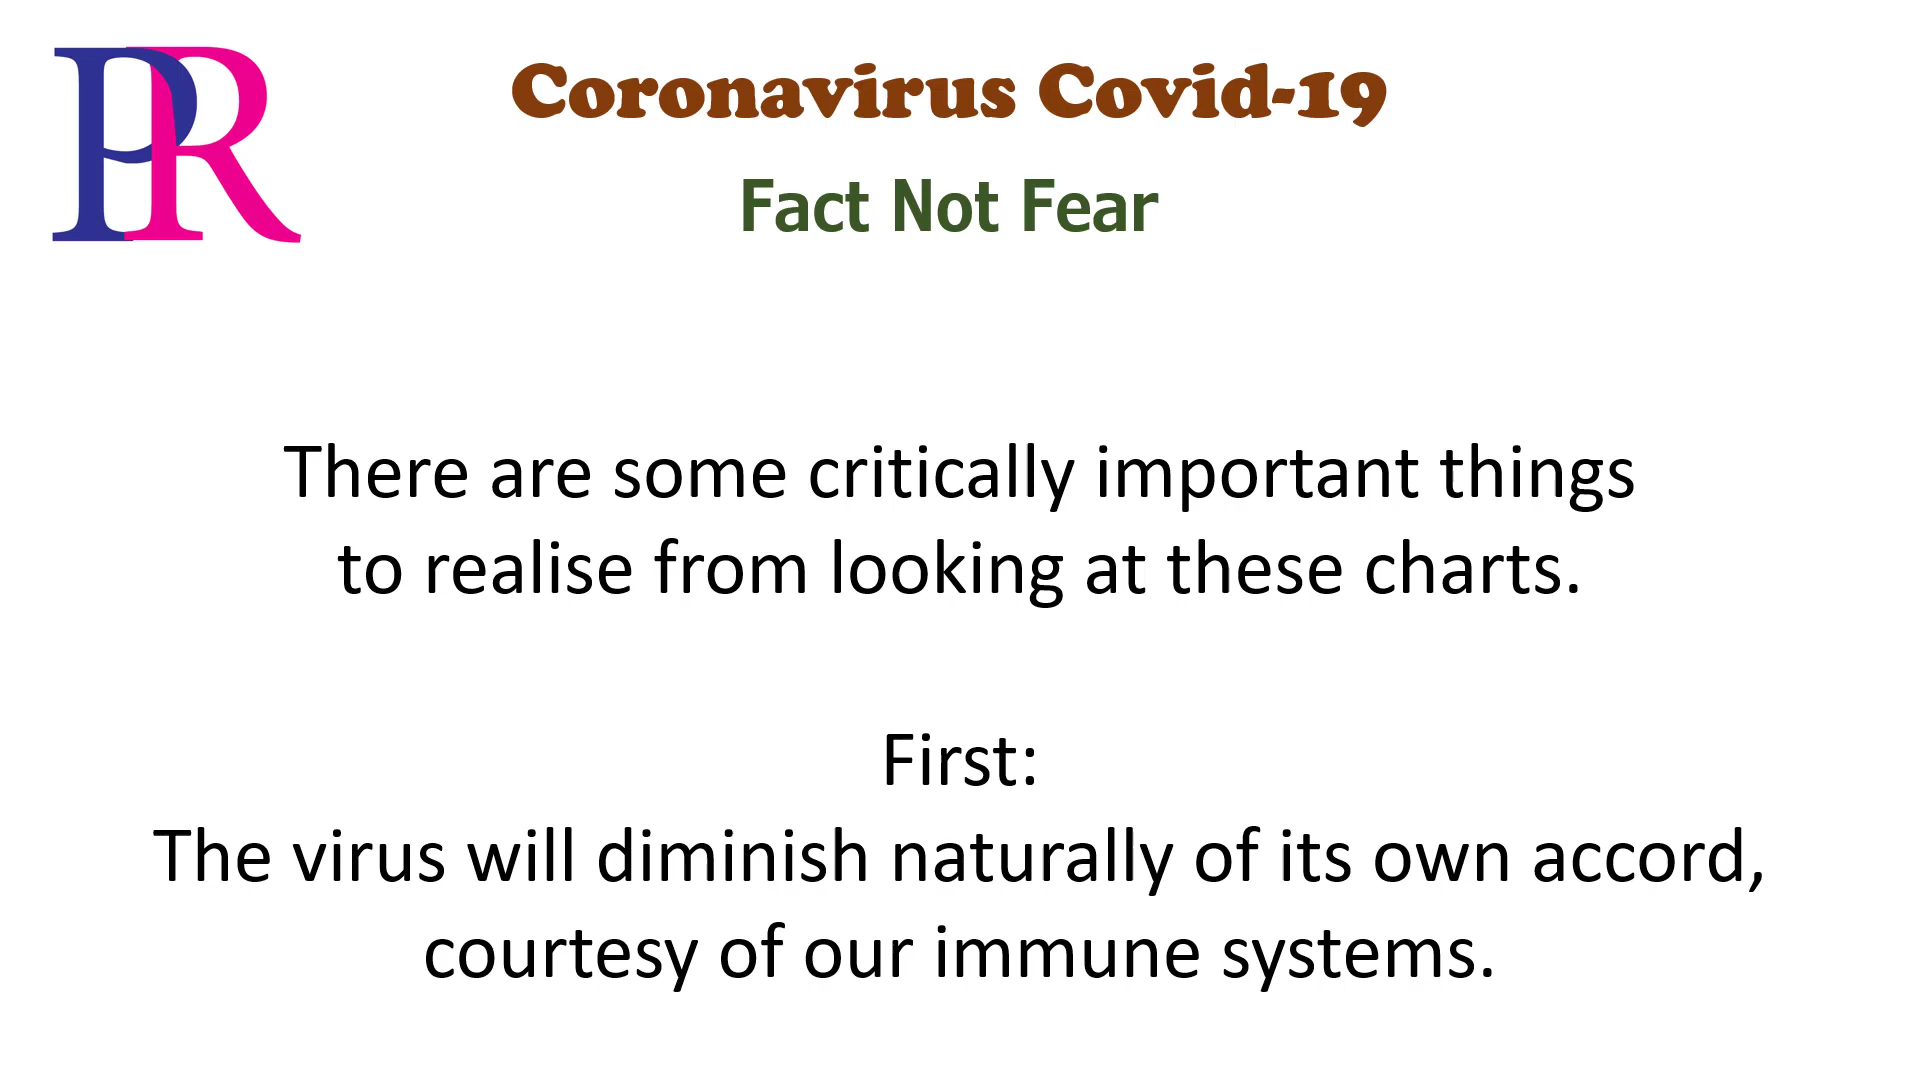 PR
Coronavirus Covid-19
Fact Not Fear
There are some critically important things
to realise from looking at these charts.
First:
The virus will diminish naturally of its own accord,
courtesy of our immune systems.